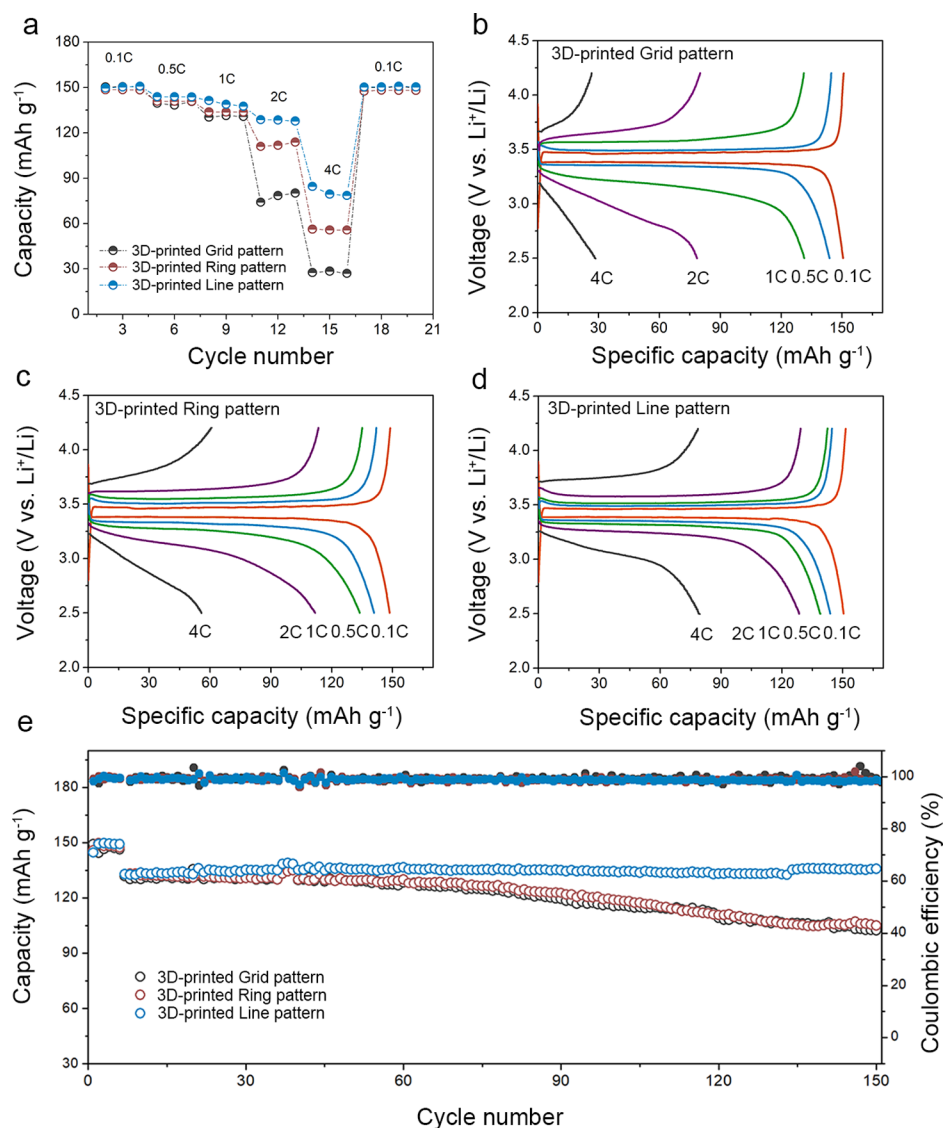 a
180
150
120
90
60
30
0
Capacity (mAh g⁻¹)
0.1C
0.5C
1C
2C
4C
0.1C
3D-printed Grid pattern
3D-printed Ring pattern
3D-printed Line pattern
3 6 9 12 15 18 21
Cycle number
b
4.5
4.0
3.5
3.0
2.5
2.0
Voltage (V vs. Li⁺/Li)
3D-printed Grid pattern
4C 2C 1C 0.5C 0.1C
0 30 60 90 120 150
Specific capacity (mAh g⁻¹)
c
4.5
4.0
3.5
3.0
2.5
2.0
Voltage (V vs. Li⁺/Li)
3D-printed Ring pattern
4C 2C 1C 0.5C 0.1C
0 30 60 90 120 150
Specific capacity (mAh g⁻¹)
d
4.5
4.0
3.5
3.0
2.5
2.0
Voltage (V vs. Li⁺/Li)
3D-printed Line pattern
4C 2C 1C 0.5C 0.1C
0 30 60 90 120 150
Specific capacity (mAh g⁻¹)
e
180
150
120
90
60
30
Capacity (mAh g⁻¹)
3D-printed Grid pattern
3D-printed Ring pattern
3D-printed Line pattern
100
80
60
40
20
0
Coulombic efficiency (%)
0 30 60 90 120 150
Cycle number